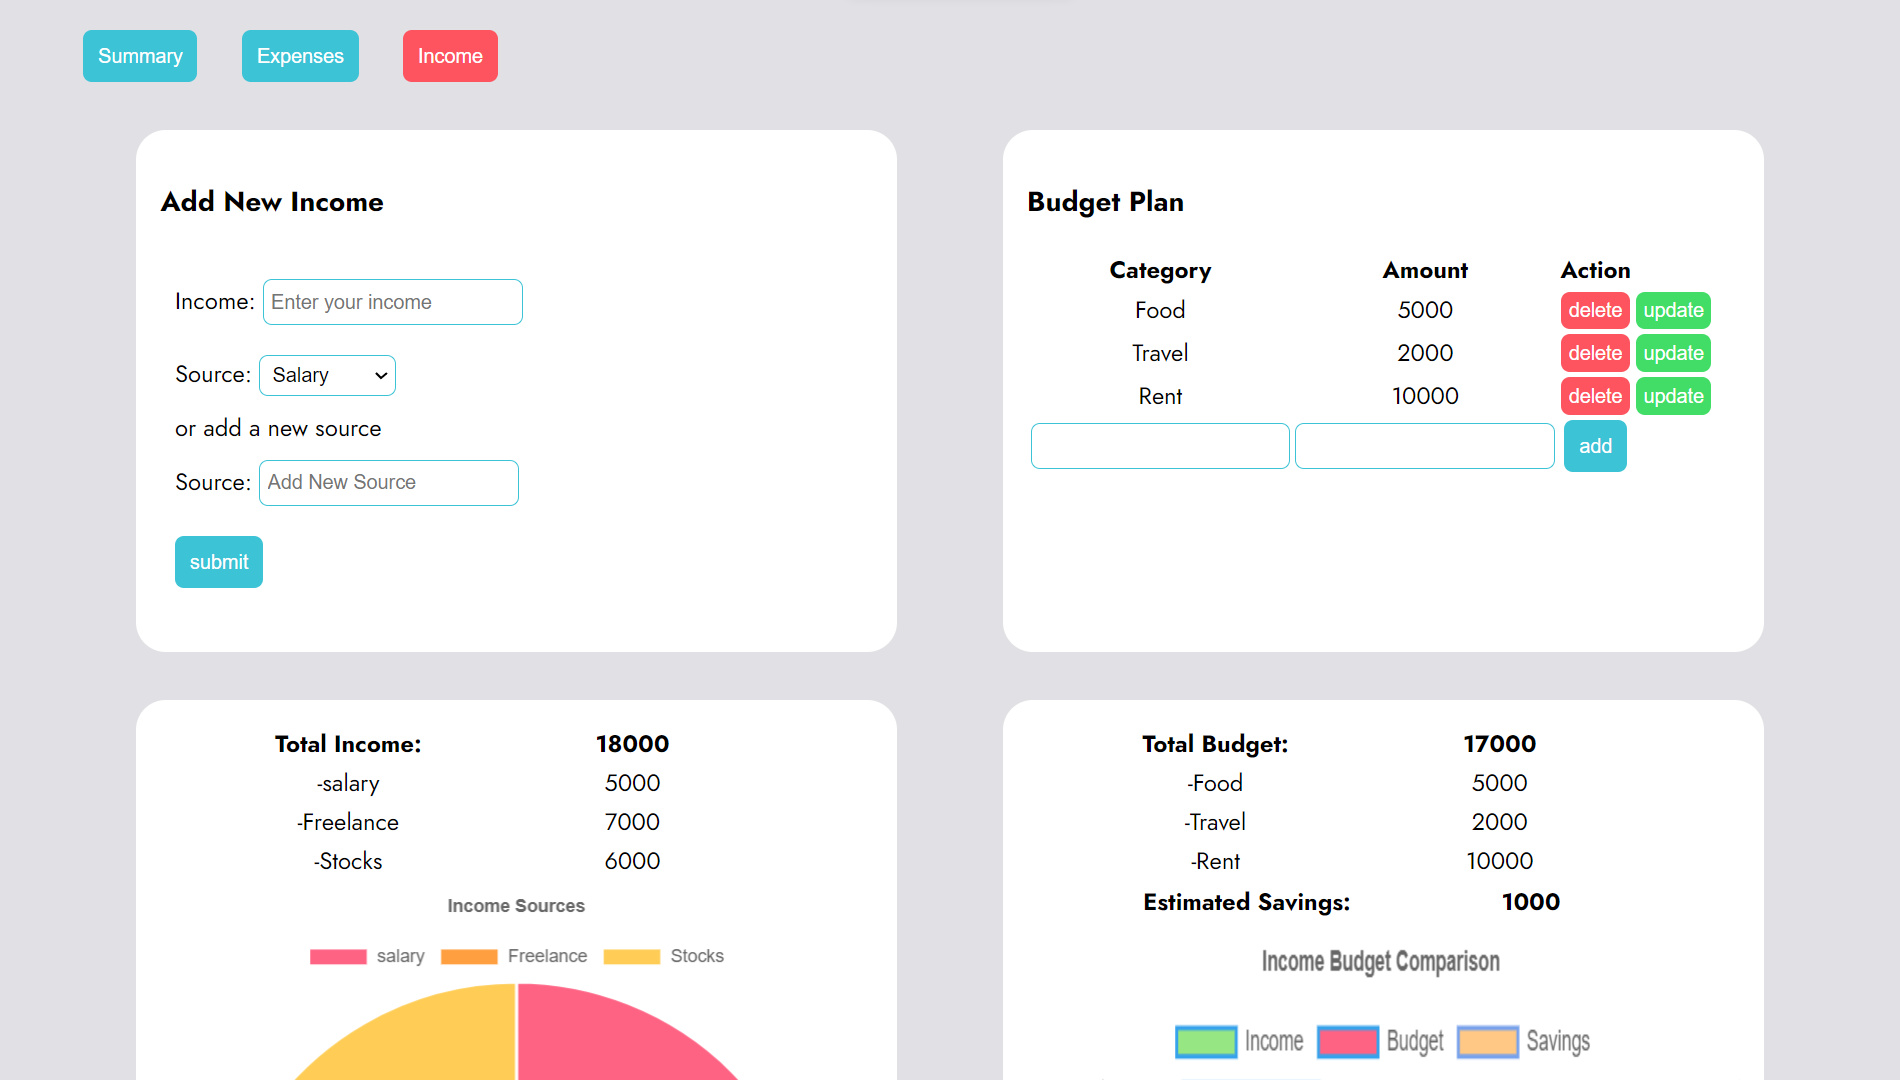 Summary Expenses Income
Add New Income
Income: Enter your income
Source: Salary
or add a new source
Source: Add New Source
submit
Budget Plan
Category Amount Action
Food 5000 delete update
Travel 2000 delete update
Rent 10000 delete update
add
Total Income: 18000
-salary 5000
-Freelance 7000
-Stocks 6000
Income Sources
salary Freelance Stocks
Total Budget: 17000
-Food 5000
-Travel 2000
-Rent 10000
Estimated Savings: 1000
Income Budget Comparison
Income Budget Savings